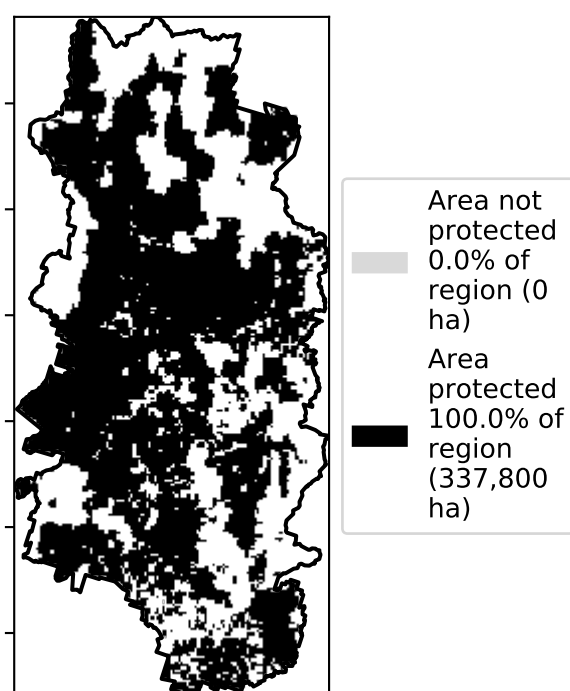 Area not
protected
0.0% of
region (0
ha)
Area
protected
100.0% of
region
(337,800
ha)